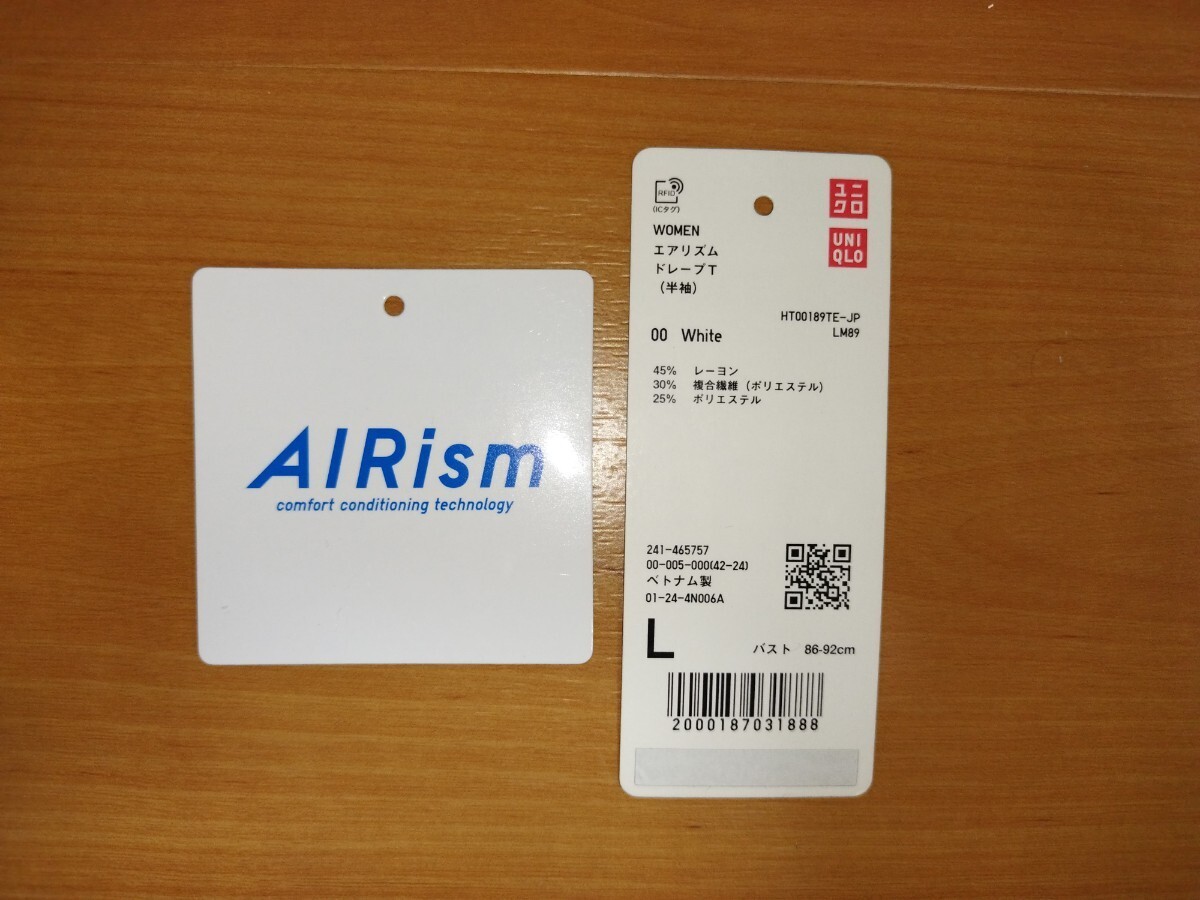 AIRism
comfort conditioning technology
RFID
(ICタグ)
ユニ
クロ
UNI
QLO
WOMEN
エアリズム
ドレープT
（半袖）
HT00189TE-JP
00 White
LM89
45% レーヨン
30% 複合繊維（ポリエステル）
25% ポリエステル
241-465757
00-005-000(42-24)
ベトナム製
01-24-4N006A
L
バスト 86-92cm
2000187031888